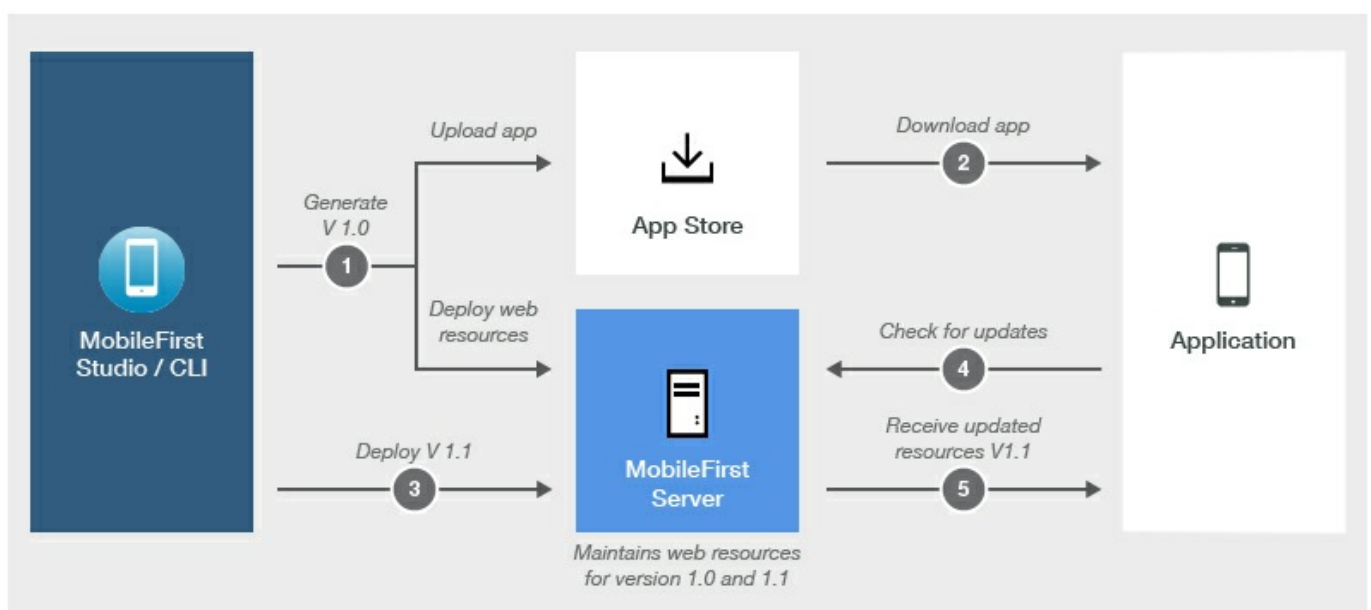 MobileFirst
Studio / CLI
Generate
V 1.0
1
Upload app
Deploy web
resources
Deploy V 1.1
3
App Store
MobileFirst
Server
Maintains web resources
for version 1.0 and 1.1
Download app
2
Check for updates
4
Receive updated
resources V1.1
5
Application